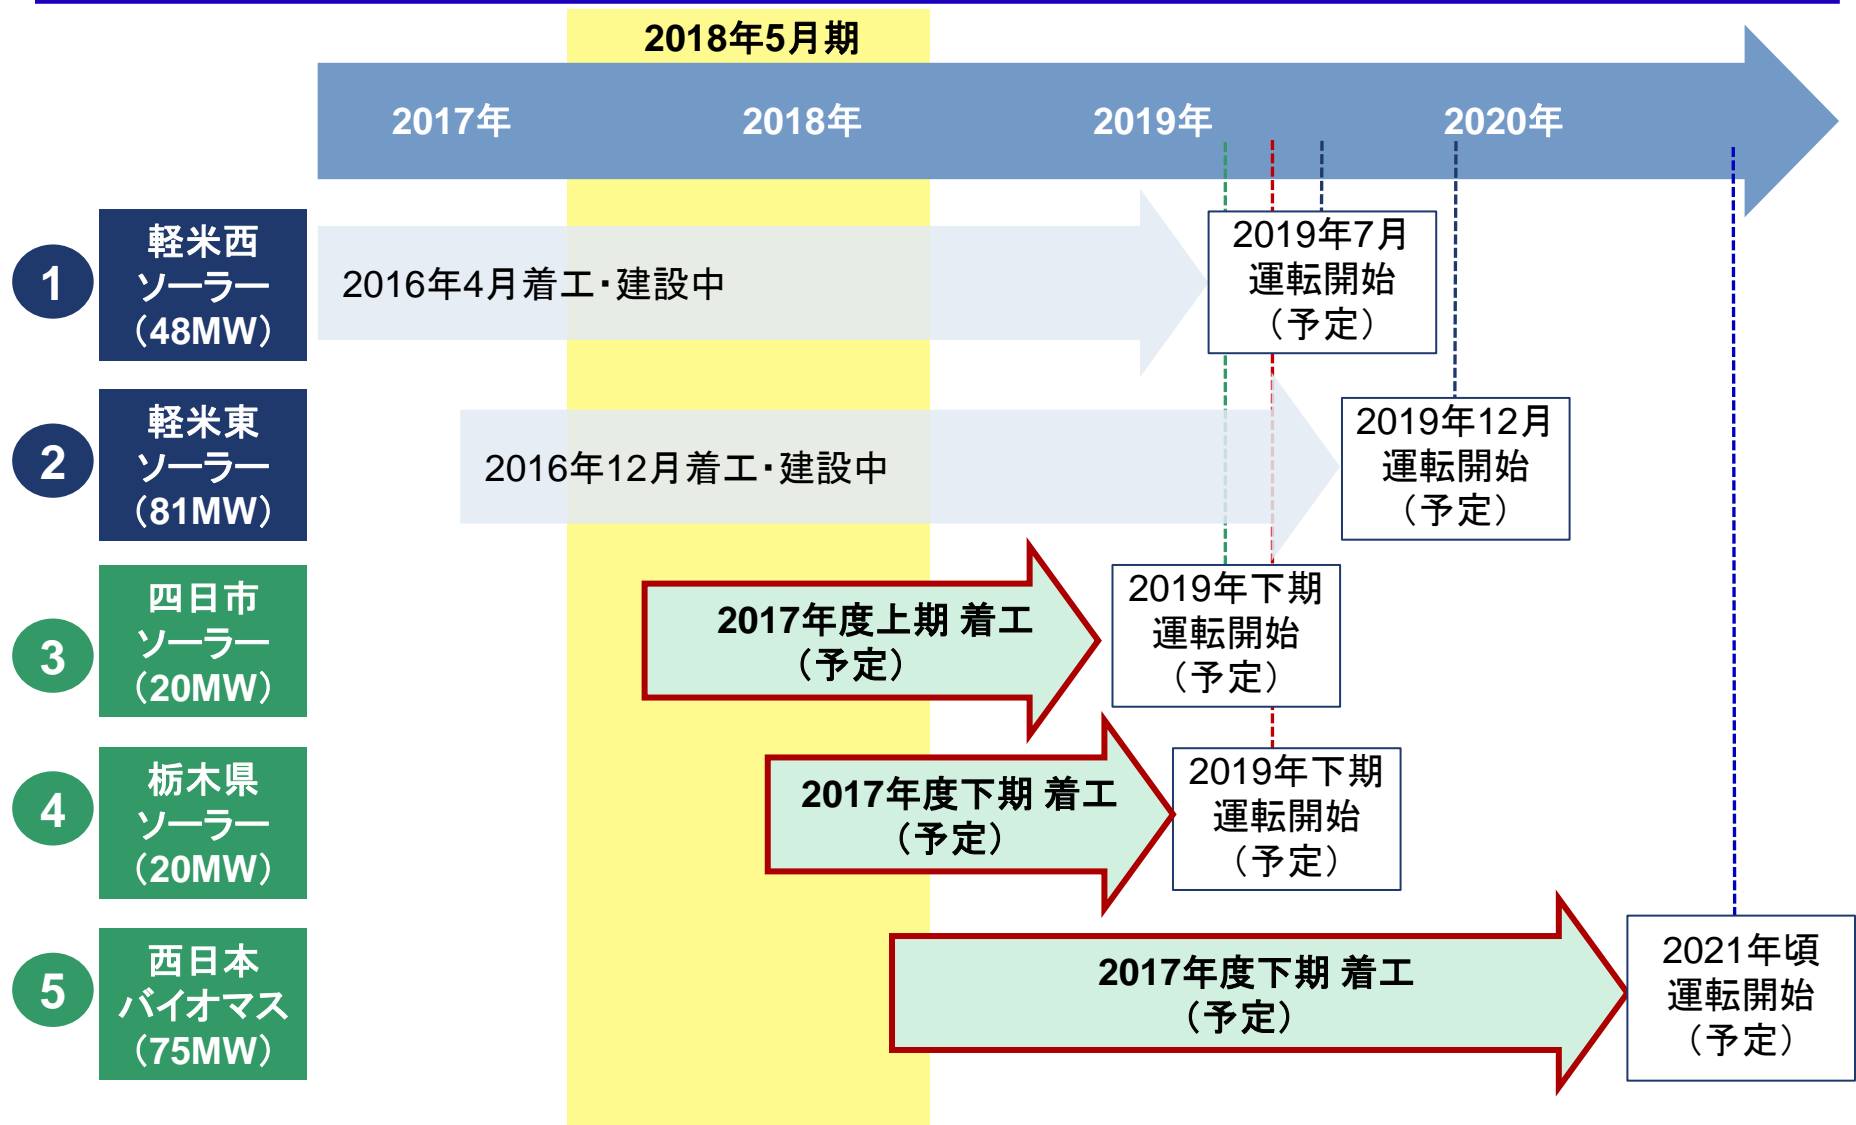 2018年5月期
2017年 2018年 2019年 2020年
1
軽米西
ソーラー
（48MW）
2016年4月着工・建設中
2019年7月
運転開始
（予定）
2
軽米東
ソーラー
（81MW）
2016年12月着工・建設中
2019年12月
運転開始
（予定）
3
四日市
ソーラー
（20MW）
2017年度上期 着工
（予定）
2019年下期
運転開始
（予定）
4
栃木県
ソーラー
（20MW）
2017年度下期 着工
（予定）
2019年下期
運転開始
（予定）
5
西日本
バイオマス
（75MW）
2017年度下期 着工
（予定）
2021年頃
運転開始
（予定）